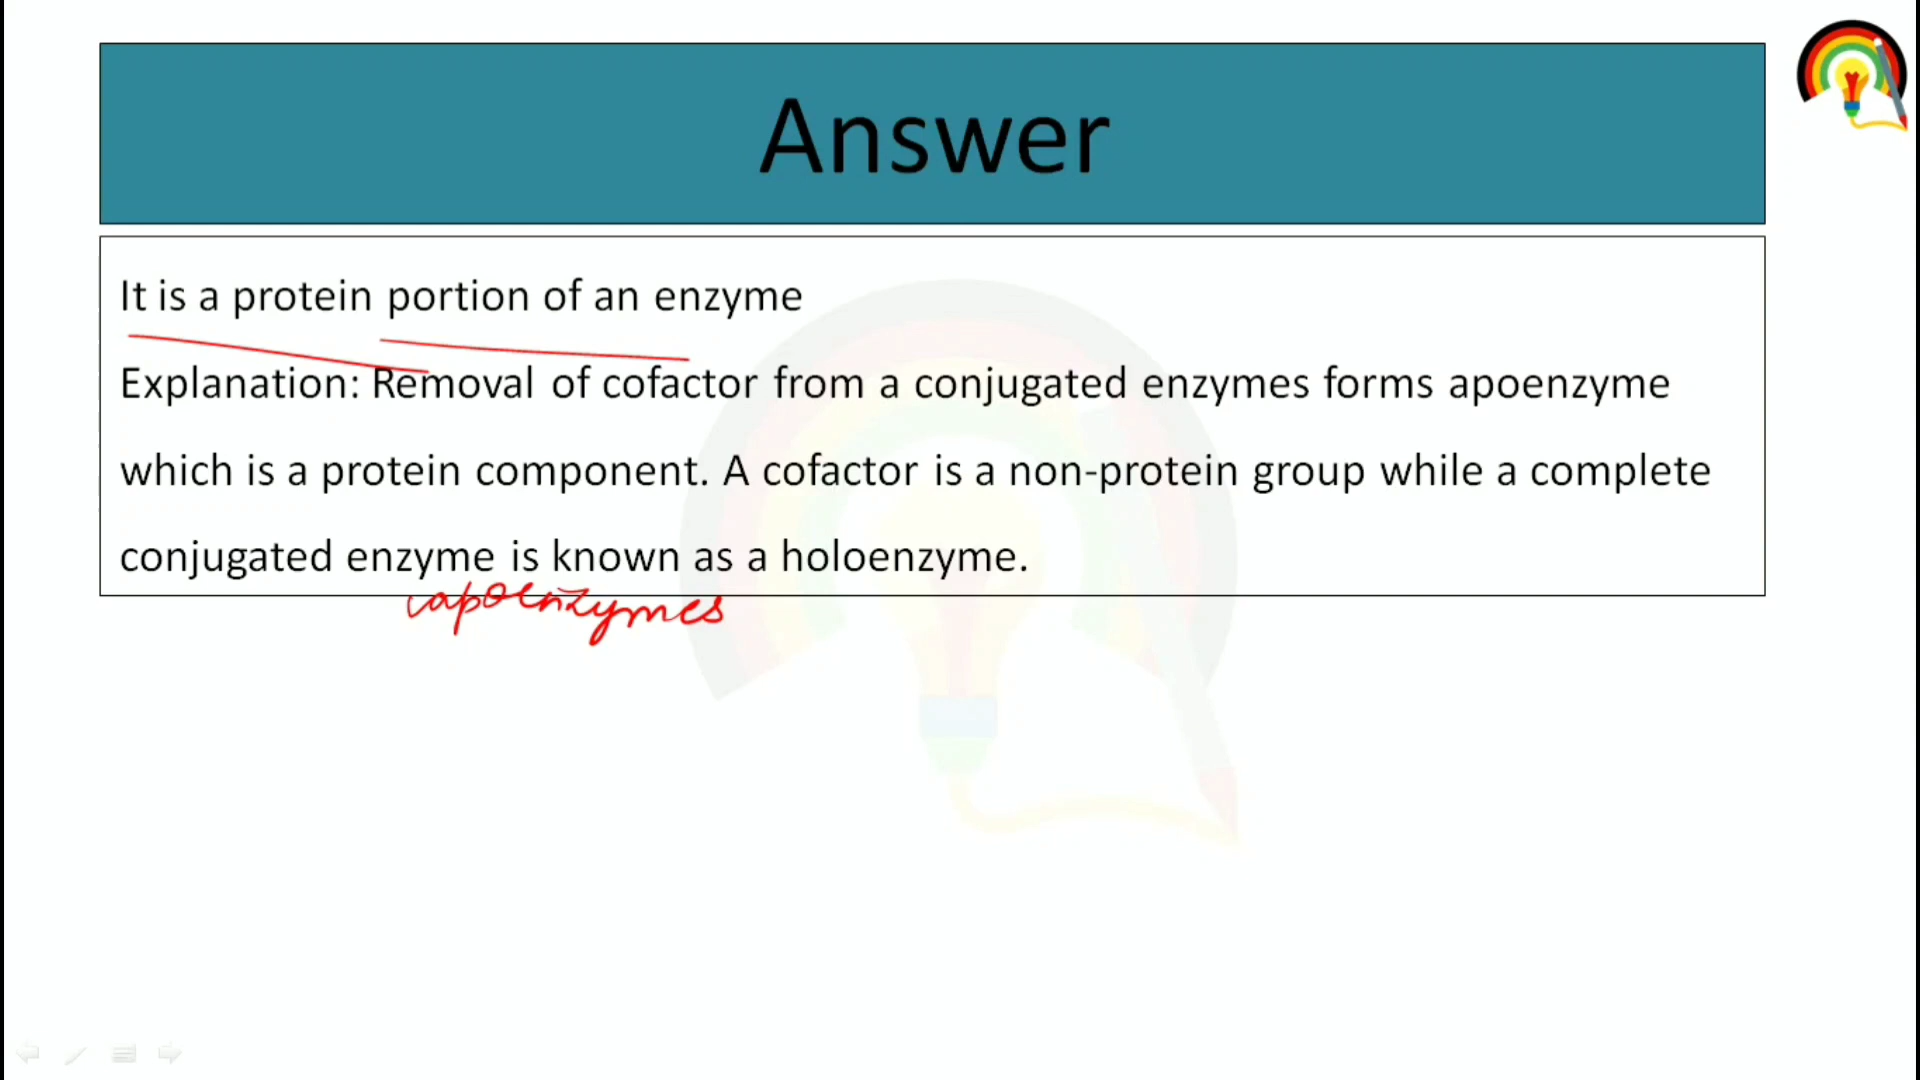 Answer
It is a protein portion of an enzyme
Explanation: Removal of cofactor from a conjugated enzymes forms apoenzyme
which is a protein component. A cofactor is a non-protein group while a complete
conjugated enzyme is known as a holoenzyme.
apoenzymes